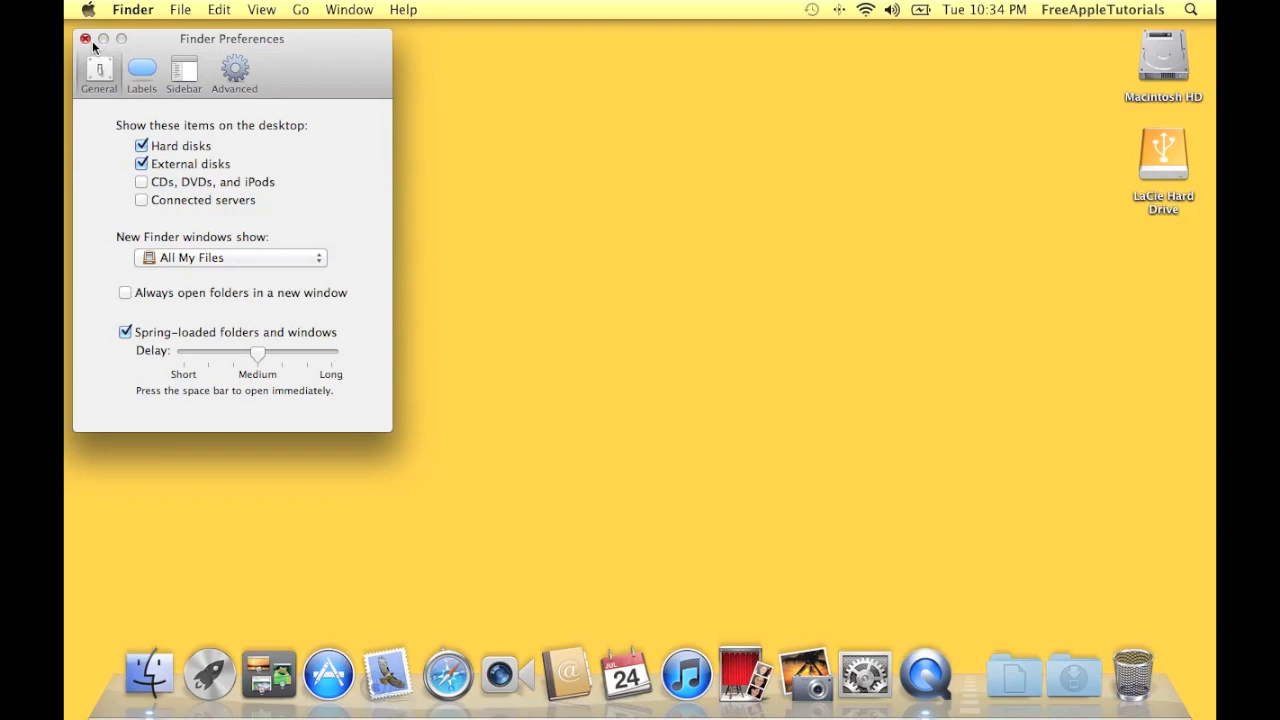 Finder File Edit View Go Window Help Tue 10:34 PM FreeAppleTutorials
Finder Preferences
General Labels Sidebar Advanced
Show these items on the desktop:
Hard disks
External disks
CDs, DVDs, and iPods
Connected servers
New Finder windows show:
All My Files
Always open folders in a new window
Spring-loaded folders and windows
Delay:
Short Medium Long
Press the space bar to open immediately.
Macintosh HD
LaCie Hard
Drive
JUL
24